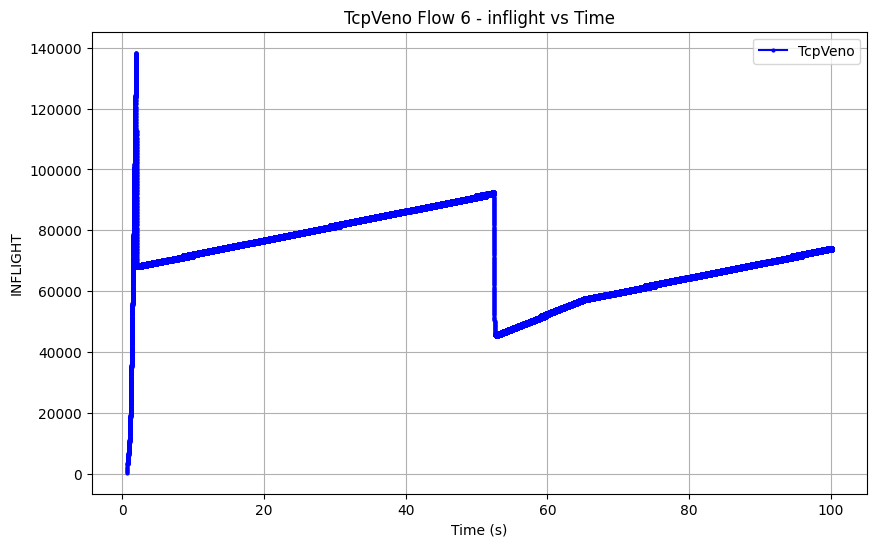 TcpVeno Flow 6 - inflight vs Time
TcpVeno
INFLIGHT
140000
120000
100000
80000
60000
40000
20000
0
0 20 40 60 80 100
Time (s)